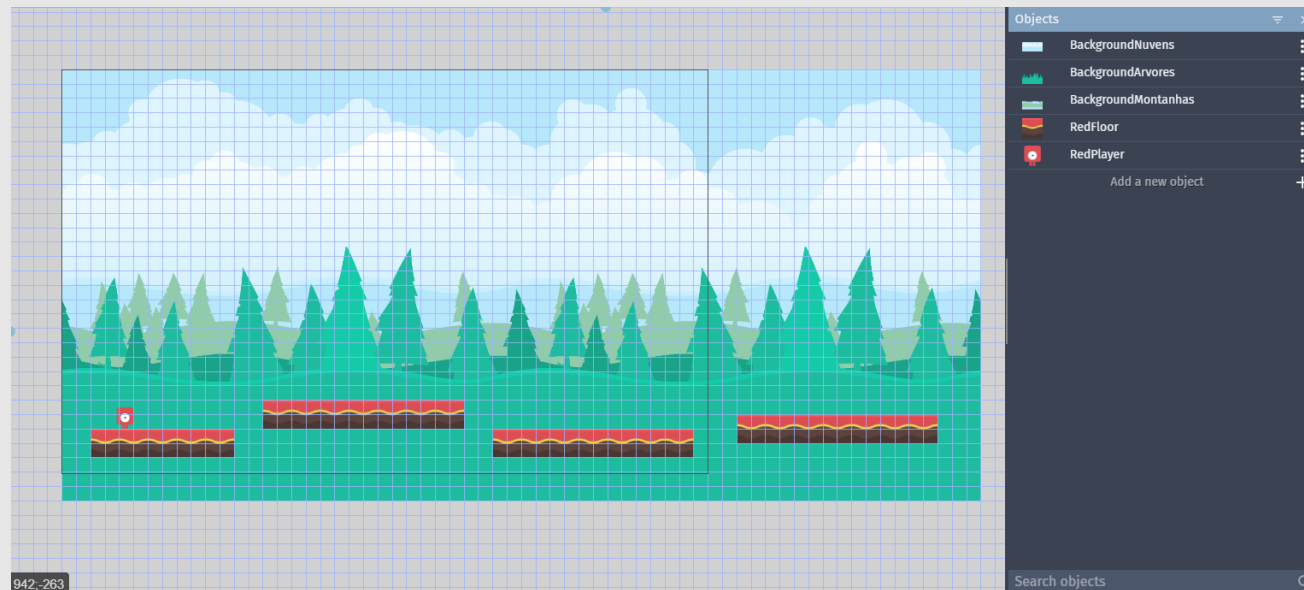 Objects
BackgroundNuvens
BackgroundArvores
BackgroundMontanhas
RedFloor
RedPlayer
Add a new object
942;-263
Search objects